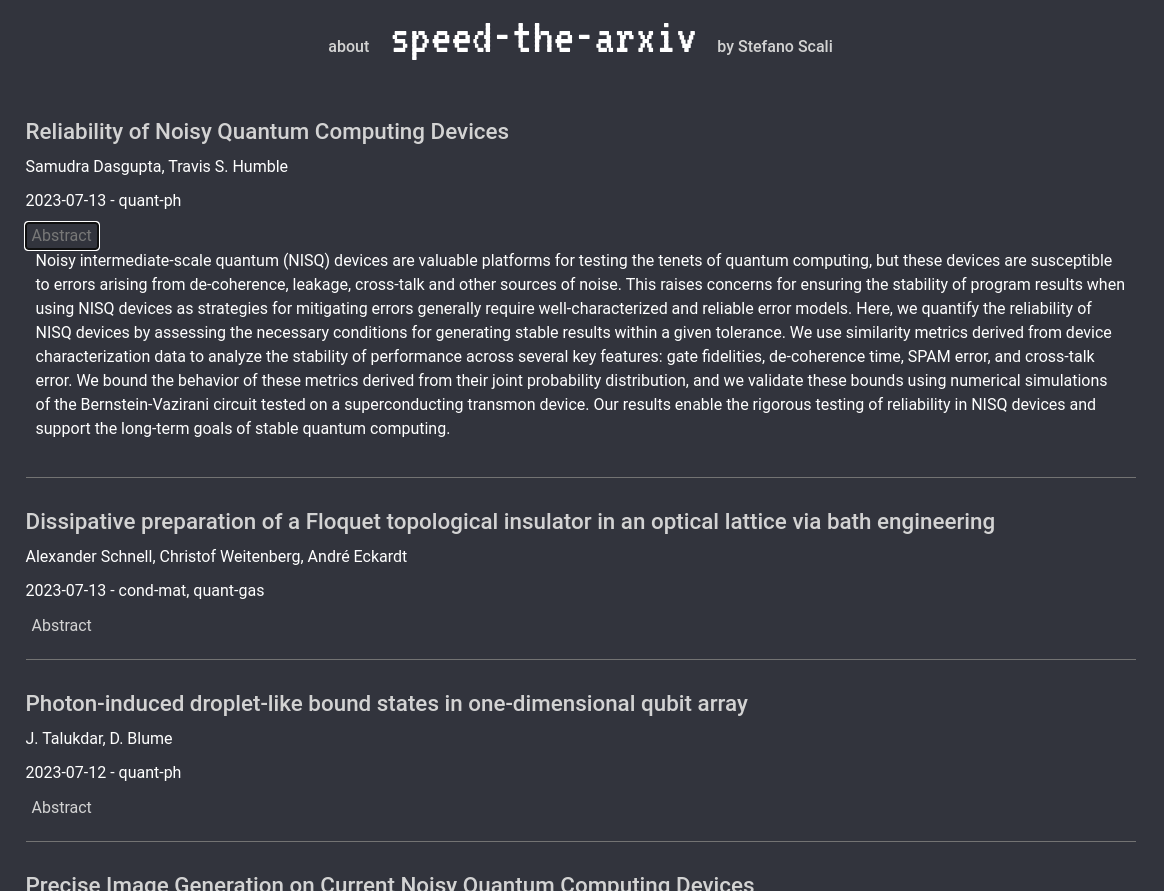 about speed-the-arxiv by Stefano Scali
Reliability of Noisy Quantum Computing Devices
Samudra Dasgupta, Travis S. Humble
2023-07-13 - quant-ph
Abstract
Noisy intermediate-scale quantum (NISQ) devices are valuable platforms for testing the tenets of quantum computing, but these devices are susceptible
to errors arising from de-coherence, leakage, cross-talk and other sources of noise. This raises concerns for ensuring the stability of program results when
using NISQ devices as strategies for mitigating errors generally require well-characterized and reliable error models. Here, we quantify the reliability of
NISQ devices by assessing the necessary conditions for generating stable results within a given tolerance. We use similarity metrics derived from device
characterization data to analyze the stability of performance across several key features: gate fidelities, de-coherence time, SPAM error, and cross-talk
error. We bound the behavior of these metrics derived from their joint probability distribution, and we validate these bounds using numerical simulations
of the Bernstein-Vazirani circuit tested on a superconducting transmon device. Our results enable the rigorous testing of reliability in NISQ devices and
support the long-term goals of stable quantum computing.
Dissipative preparation of a Floquet topological insulator in an optical lattice via bath engineering
Alexander Schnell, Christof Weitenberg, André Eckardt
2023-07-13 - cond-mat, quant-gas
Abstract
Photon-induced droplet-like bound states in one-dimensional qubit array
J. Talukdar, D. Blume
2023-07-12 - quant-ph
Abstract
Precise Image Generation on Current Noisy Quantum Computing Devices